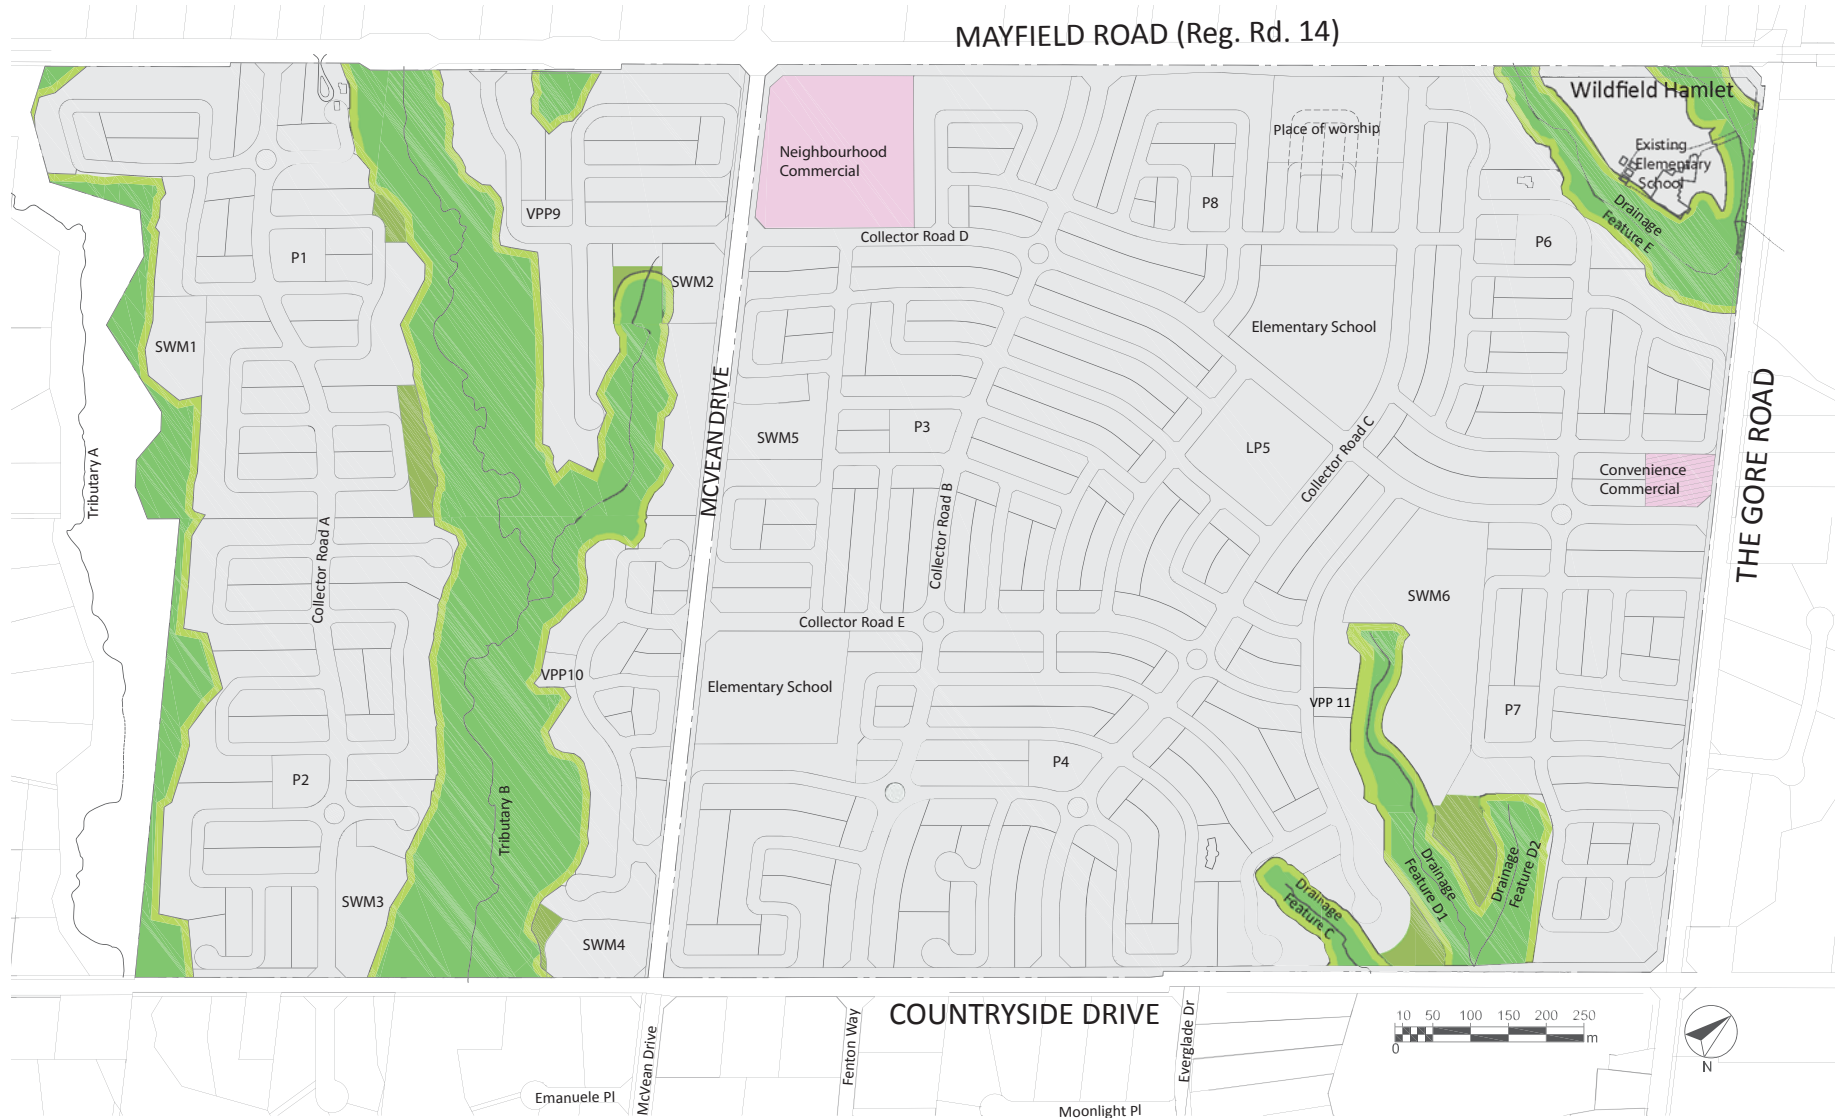 MAYFIELD ROAD (Reg. Rd. 14)
Wildfield Hamlet
Existing
Elementary
School
Place of worship
Neighbourhood
Commercial
P8
VPP9
Drainage
Feature E
P6
Collector Road D
P1
SWM2
Elementary School
SWM1
MCVEAN DRIVE
THE GORE ROAD
P3
SWM5
LP5
Collector Road C
Convenience
Commercial
Tributary A
Collector Road A
Collector Road B
SWM6
Collector Road E
VPP10
Elementary School
VPP 11
P7
P4
P2
Tributary B
Drainage
Feature D1
Drainage
Feature D2
Drainage
Feature C
SWM3
SWM4
COUNTRYSIDE DRIVE
10 50 100 150 200 250
m
0
N
McVean Drive
Fenton Way
Everglade Dr
Emanuele Pl
Moonlight Pl